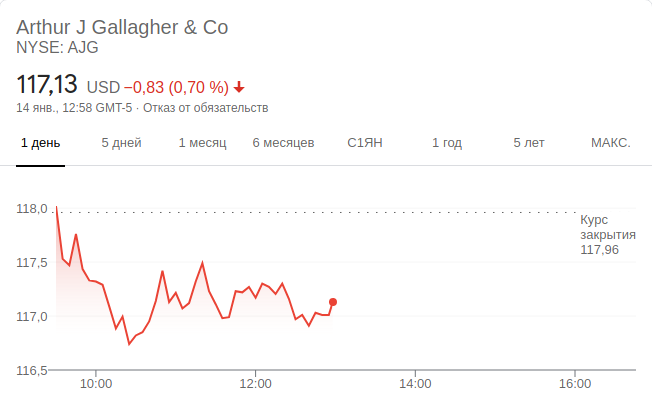 Arthur J Gallagher & Co
NYSE: AJG
117,13 USD −0,83 (0,70 %)
14 янв., 12:58 GMT-5 · Отказ от обязательств
1 день 5 дней 1 месяц 6 месяцев С1ЯН 1 год 5 лет МАКС.
118,0
Курс
закрытия
117,96
117,5
117,0
116,5
10:00 12:00 14:00 16:00